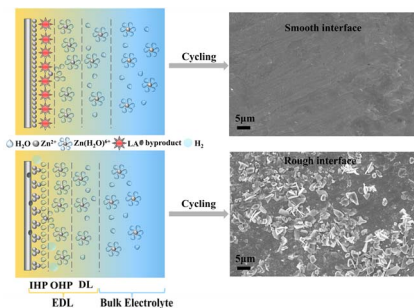 Cycling
Smooth interface
5μm
H₂O Zn²⁺ Zn(H₂O)⁶⁺ LA byproduct H₂
Cycling
Rough interface
5μm
IHP OHP DL
EDL Bulk Electrolyte